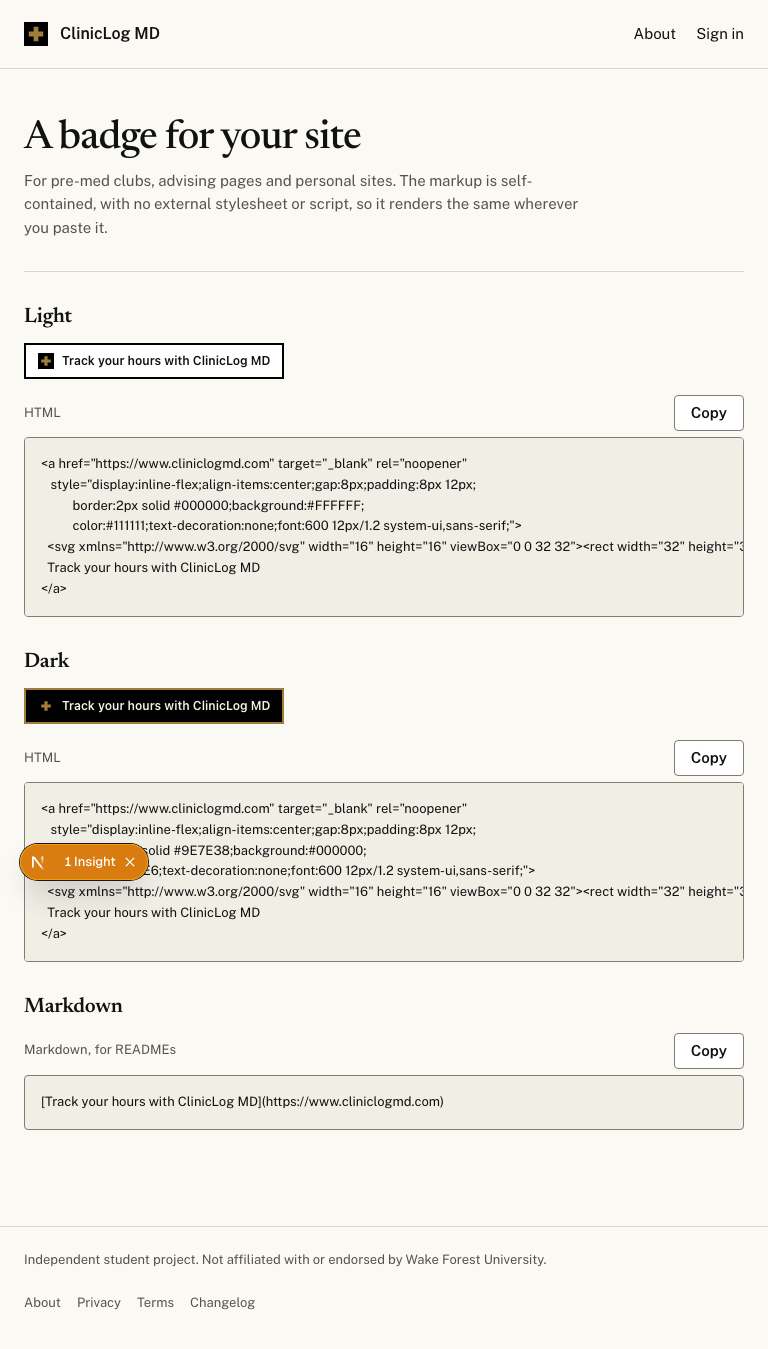 ClinicLog MD
About
Sign in
A badge for your site
For pre-med clubs, advising pages and personal sites. The markup is self-
contained, with no external stylesheet or script, so it renders the same wherever
you paste it.
Light
Track your hours with ClinicLog MD
HTML
Copy
<a href="https://www.cliniclogmd.com" target="_blank" rel="noopener"
style="display:inline-flex;align-items:center;gap:8px;padding:8px 12px;
border:2px solid #000000;background:#FFFFFF;
color:#111111;text-decoration:none;font:600 12px/1.2 system-ui,sans-serif;">
<svg xmlns="http://www.w3.org/2000/svg" width="16" height="16" viewBox="0 0 32 32"><rect width="32" height="3
Track your hours with ClinicLog MD
</a>
Dark
Track your hours with ClinicLog MD
HTML
Copy
<a href="https://www.cliniclogmd.com" target="_blank" rel="noopener"
style="display:inline-flex;align-items:center;gap:8px;padding:8px 12px;
solid #9E7E38;background:#000000;
1 Insight
E6;text-decoration:none;font:600 12px/1.2 system-ui,sans-serif;">
<svg xmlns="http://www.w3.org/2000/svg" width="16" height="16" viewBox="0 0 32 32"><rect width="32" height="3
Track your hours with ClinicLog MD
</a>
Markdown
Markdown, for READMEs
Copy
[Track your hours with ClinicLog MD](https://www.cliniclogmd.com)
Independent student project. Not affiliated with or endorsed by Wake Forest University.
About
Privacy
Terms
Changelog